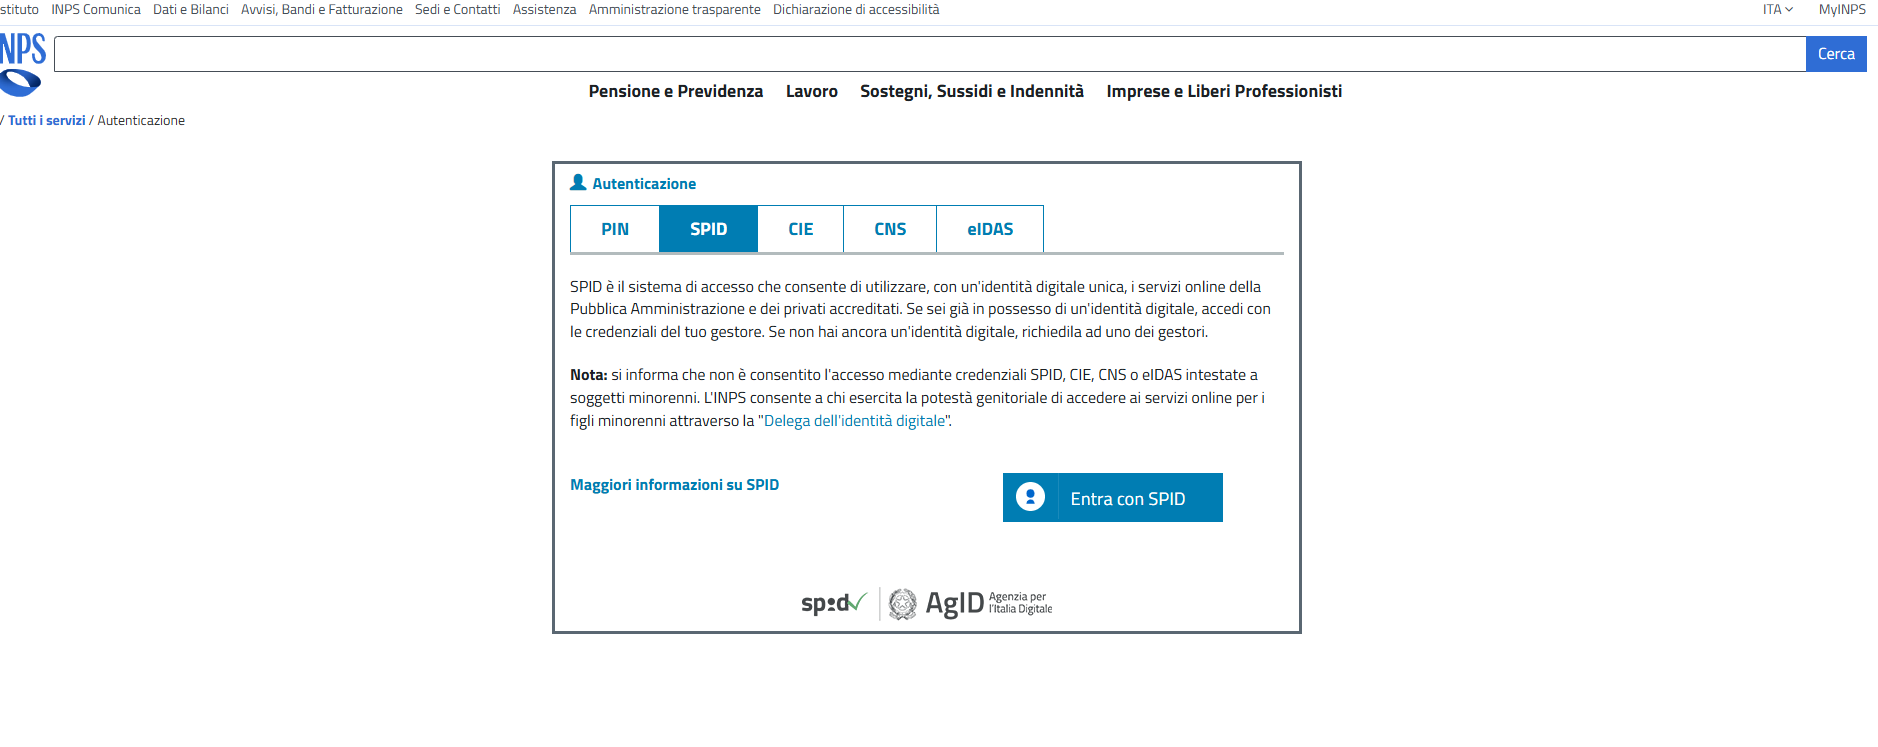 stituto INPS Comunica Dati e Bilanci Avvisi, Bandi e Fatturazione Sedi e Contatti Assistenza Amministrazione trasparente Dichiarazione di accessibilità ITA MyINPS
NPS
Cerca
Pensione e Previdenza Lavoro Sostegni, Sussidi e Indennità Imprese e Liberi Professionisti
/ Tutti i servizi / Autenticazione
Autenticazione
PIN SPID CIE CNS eIDAS
SPID è il sistema di accesso che consente di utilizzare, con un'identità digitale unica, i servizi online della
Pubblica Amministrazione e dei privati accreditati. Se sei già in possesso di un'identità digitale, accedi con
le credenziali del tuo gestore. Se non hai ancora un'identità digitale, richiedila ad uno dei gestori.
Nota: si informa che non è consentito l'accesso mediante credenziali SPID, CIE, CNS o eIDAS intestate a
soggetti minorenni. L'INPS consente a chi esercita la potestà genitoriale di accedere ai servizi online per i
figli minorenni attraverso la "Delega dell'identità digitale".
Maggiori informazioni su SPID
Entra con SPID
spid
AgID Agenzia per
l'Italia Digitale